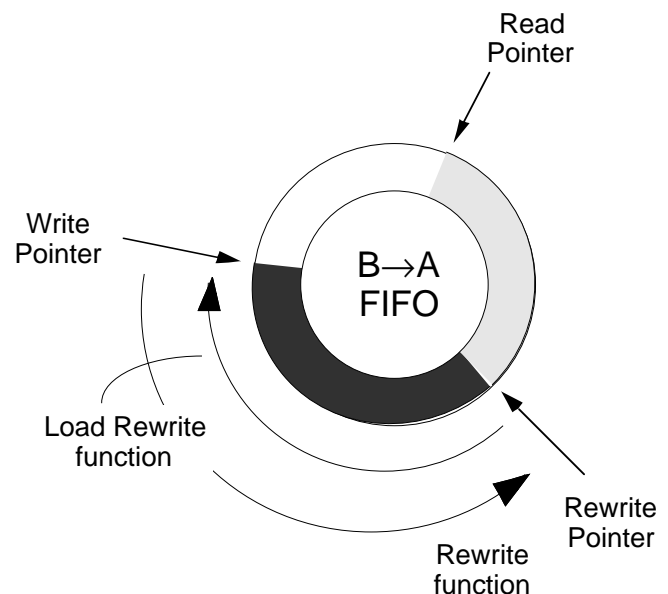 Read
Pointer
Write
Pointer
B→A
FIFO
Load Rewrite
function
Rewrite
Pointer
Rewrite
function